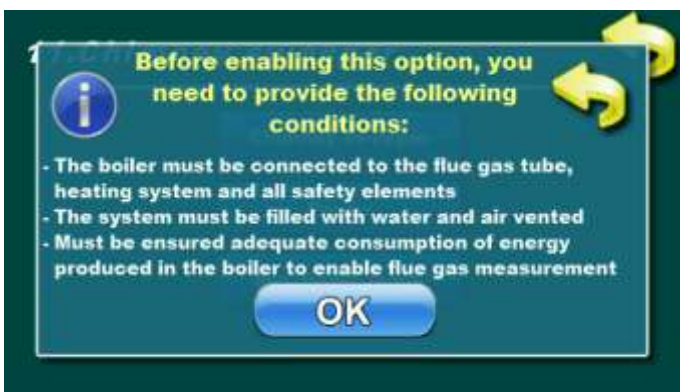 Before enabling this option, you
need to provide the following
conditions:
- The boiler must be connected to the flue gas tube,
heating system and all safety elements
- The system must be filled with water and air vented
- Must be ensured adequate consumption of energy
produced in the boiler to enable flue gas measurement
OK